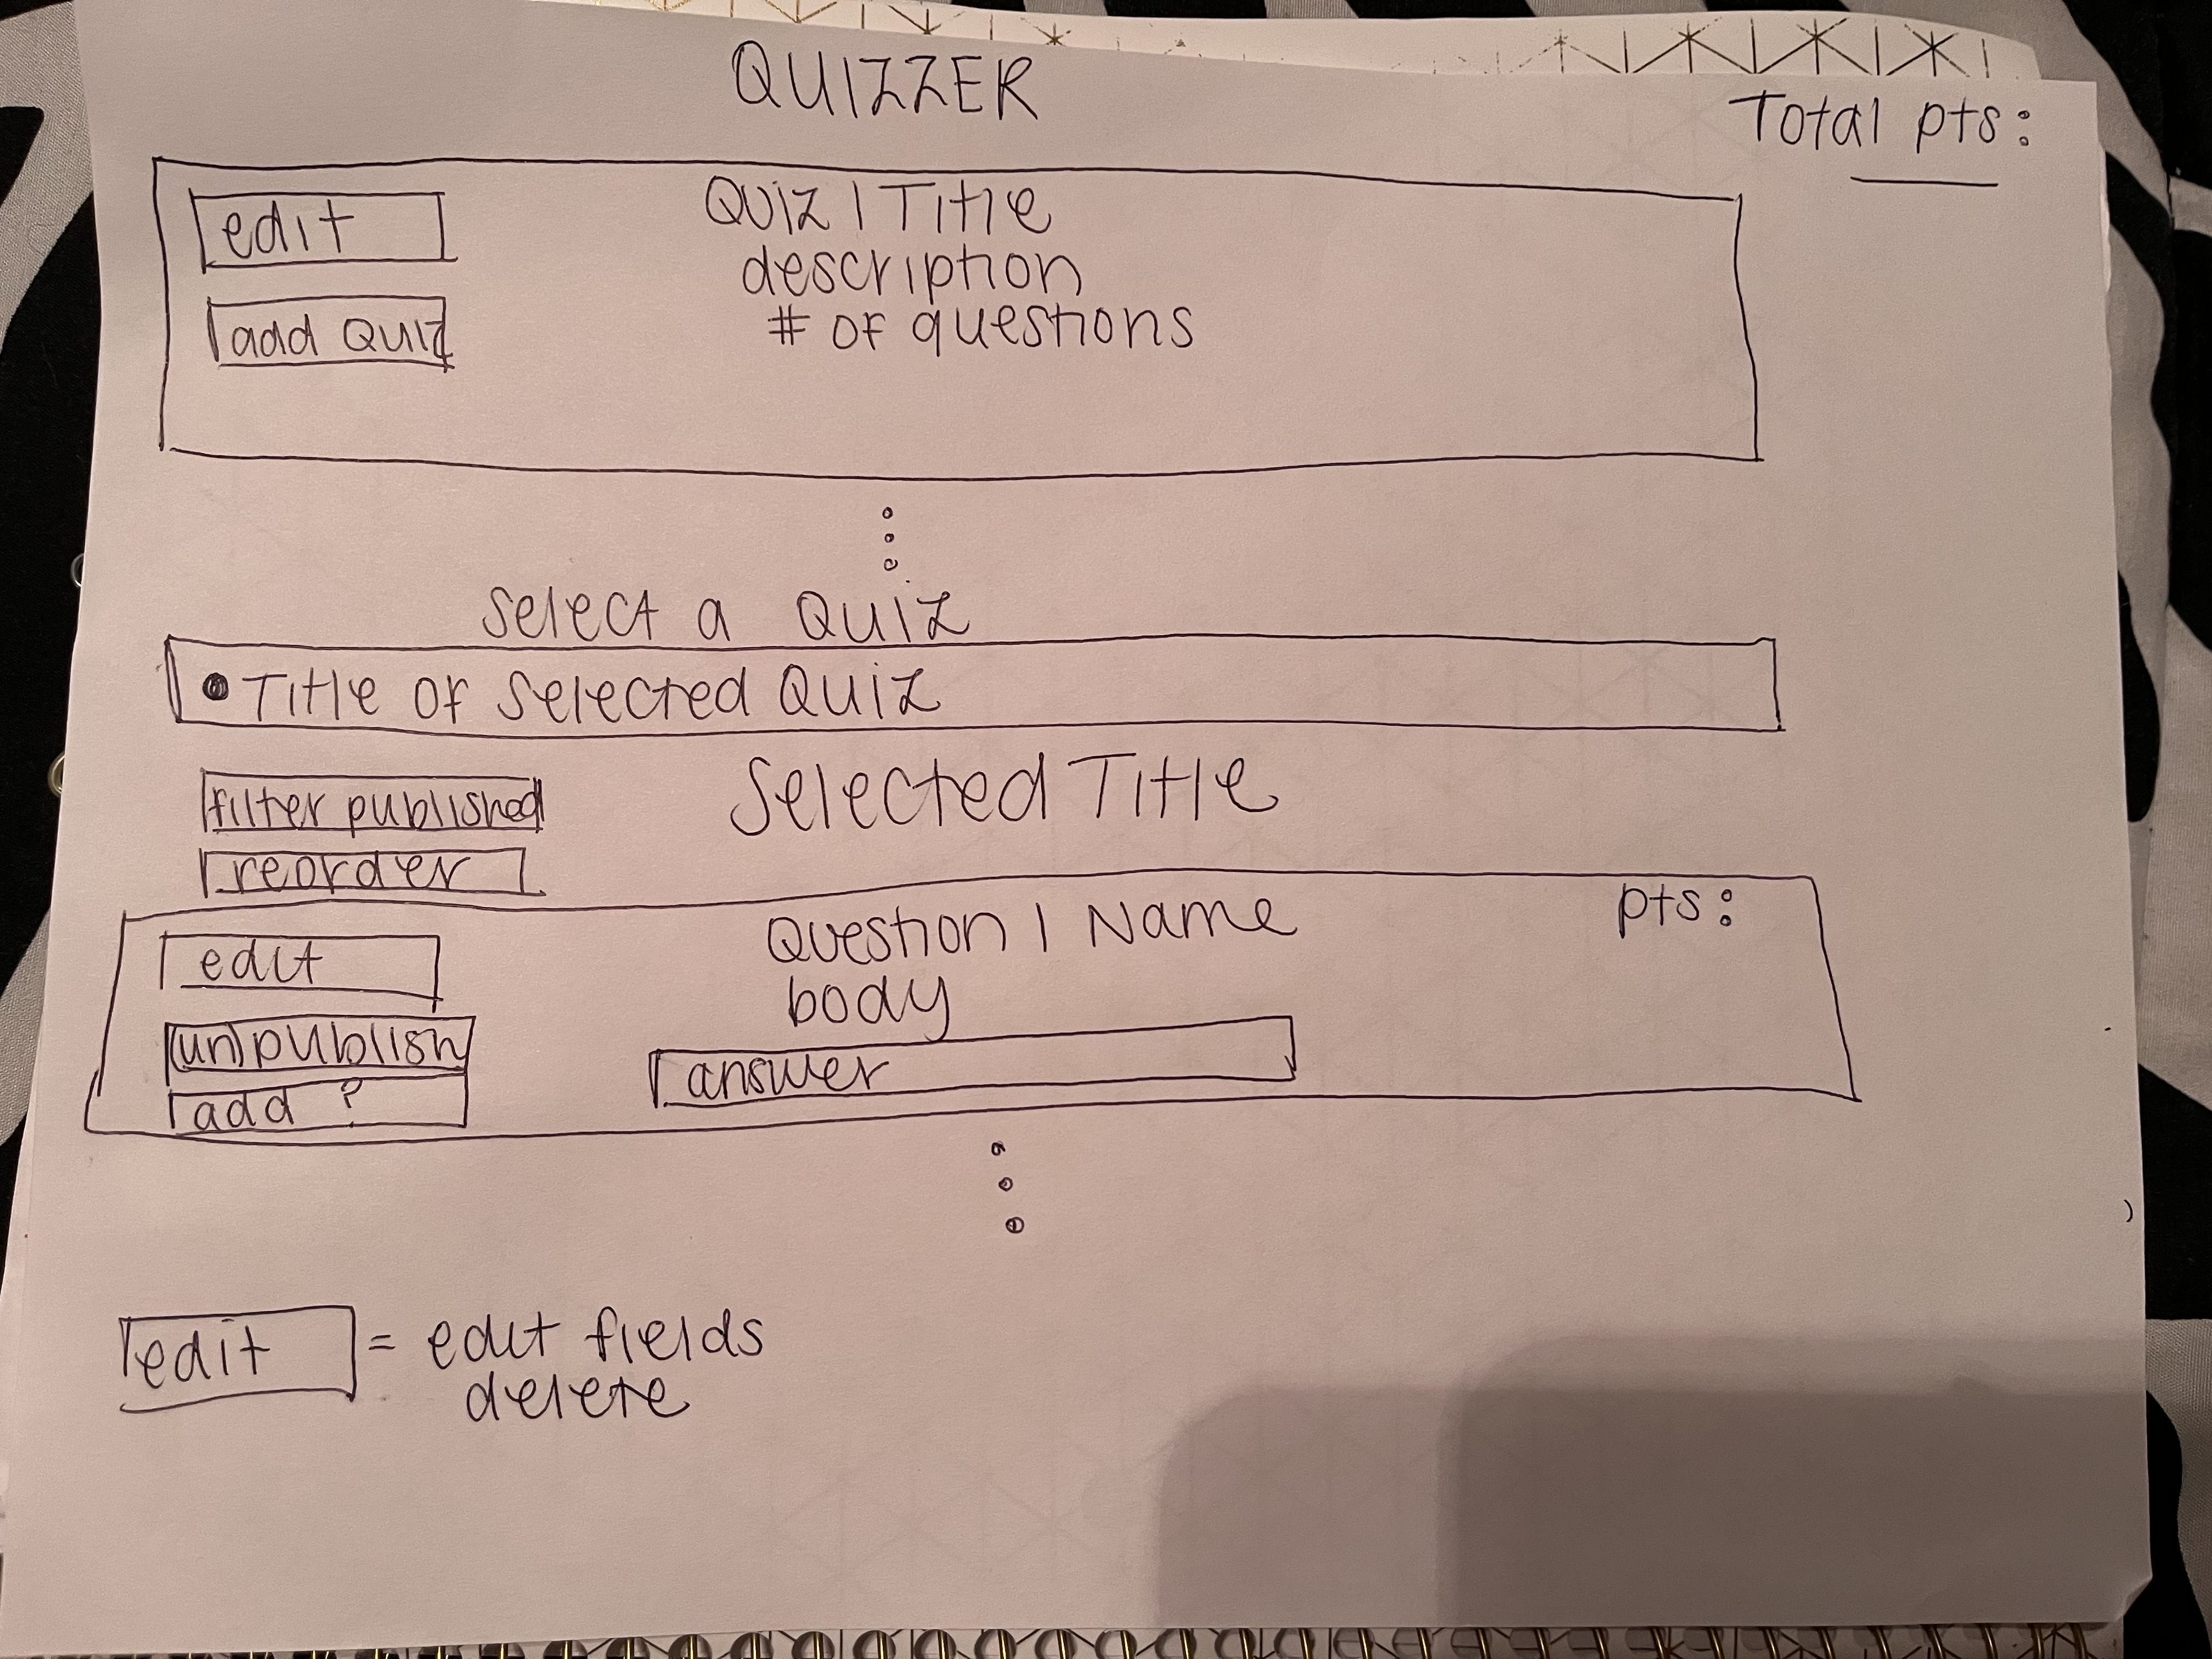 QUIZZER
Total pts:
edit
add quiz
Quiz 1 Title
description
# of questions
Select a Quiz
Title of Selected Quiz
filter published
reorder
Selected Title
edit
(un)publish
add ?
Question 1 Name
body
answer
pts:
edit = edit fields
delete